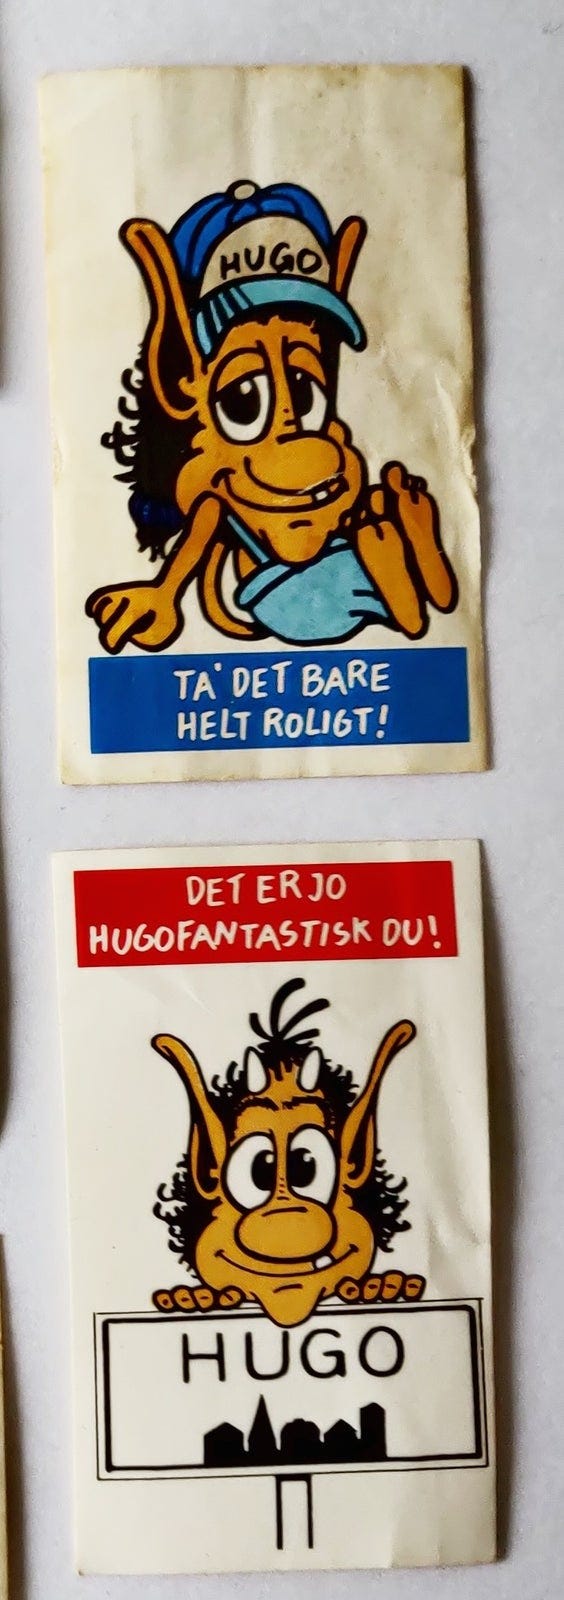 HUGO
TA' DET BARE
HELT ROLIGT!
DET ER JO
HUGOFANTASTISK DU!
HUGO